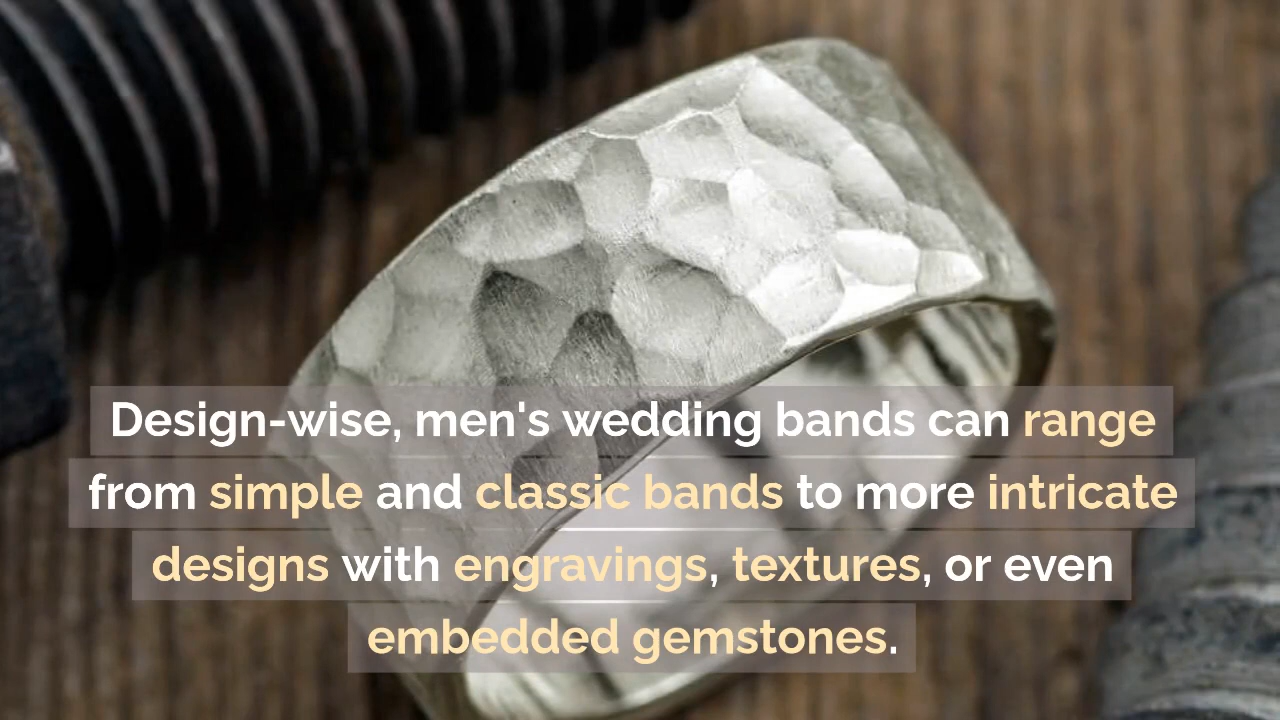 Design-wise, men's wedding bands can range
from simple and classic bands to more intricate
designs with engravings, textures, or even
embedded gemstones.